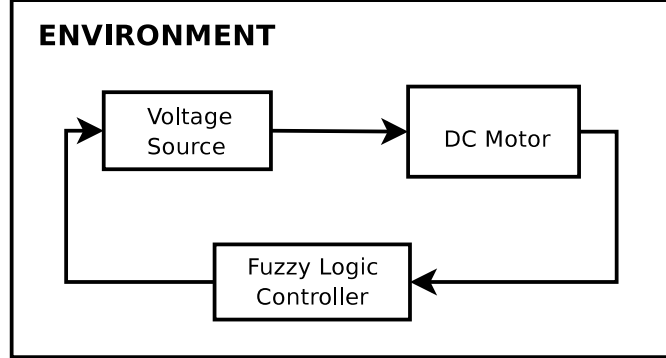 ENVIRONMENT
Voltage
Source
DC Motor
Fuzzy Logic
Controller